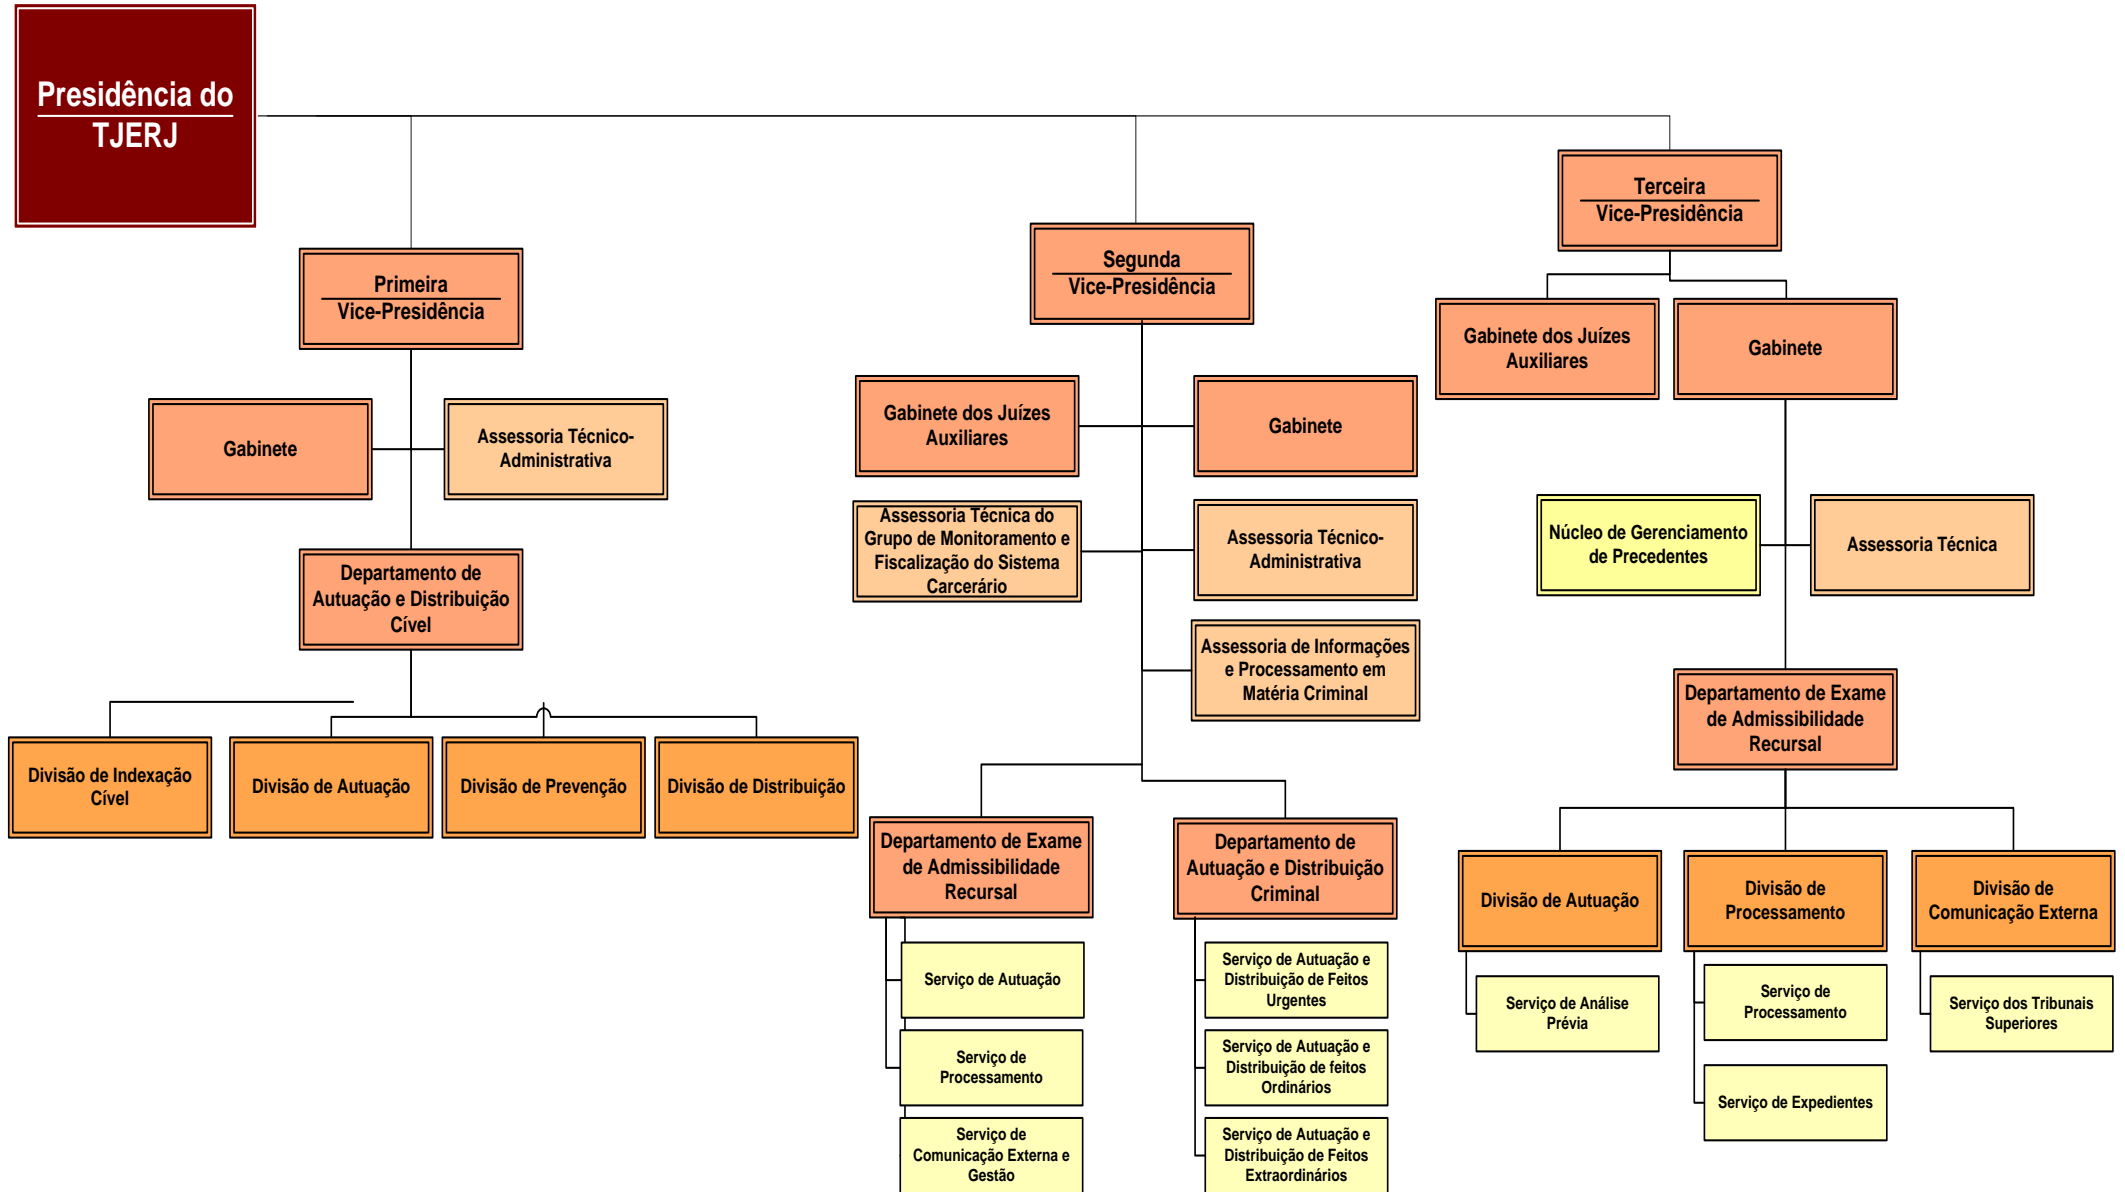 Presidência do
TJERJ
Primeira
Vice-Presidência
Gabinete
Assessoria Técnico-
Administrativa
Departamento de
Autuação e Distribuição
Cível
Divisão de Indexação
Cível
Divisão de Autuação
Divisão de Prevenção
Divisão de Distribuição
Segunda
Vice-Presidência
Gabinete dos Juízes
Auxiliares
Gabinete
Assessoria Técnica do
Grupo de Monitoramento e
Fiscalização do Sistema
Carcerário
Assessoria Técnico-
Administrativa
Assessoria de Informações
e Processamento em
Matéria Criminal
Departamento de Exame
de Admissibilidade
Recursal
Serviço de Autuação
Serviço de
Processamento
Serviço de
Comunicação Externa e
Gestão
Departamento de
Autuação e Distribuição
Criminal
Serviço de Autuação e
Distribuição de Feitos
Urgentes
Serviço de Autuação e
Distribuição de feitos
Ordinários
Serviço de Autuação e
Distribuição de Feitos
Extraordinários
Terceira
Vice-Presidência
Gabinete dos Juízes
Auxiliares
Gabinete
Núcleo de Gerenciamento
de Precedentes
Assessoria Técnica
Departamento de Exame
de Admissibilidade
Recursal
Divisão de Autuação
Serviço de Análise
Prévia
Divisão de
Processamento
Serviço de
Processamento
Serviço de Expedientes
Divisão de
Comunicação Externa
Serviço dos Tribunais
Superiores